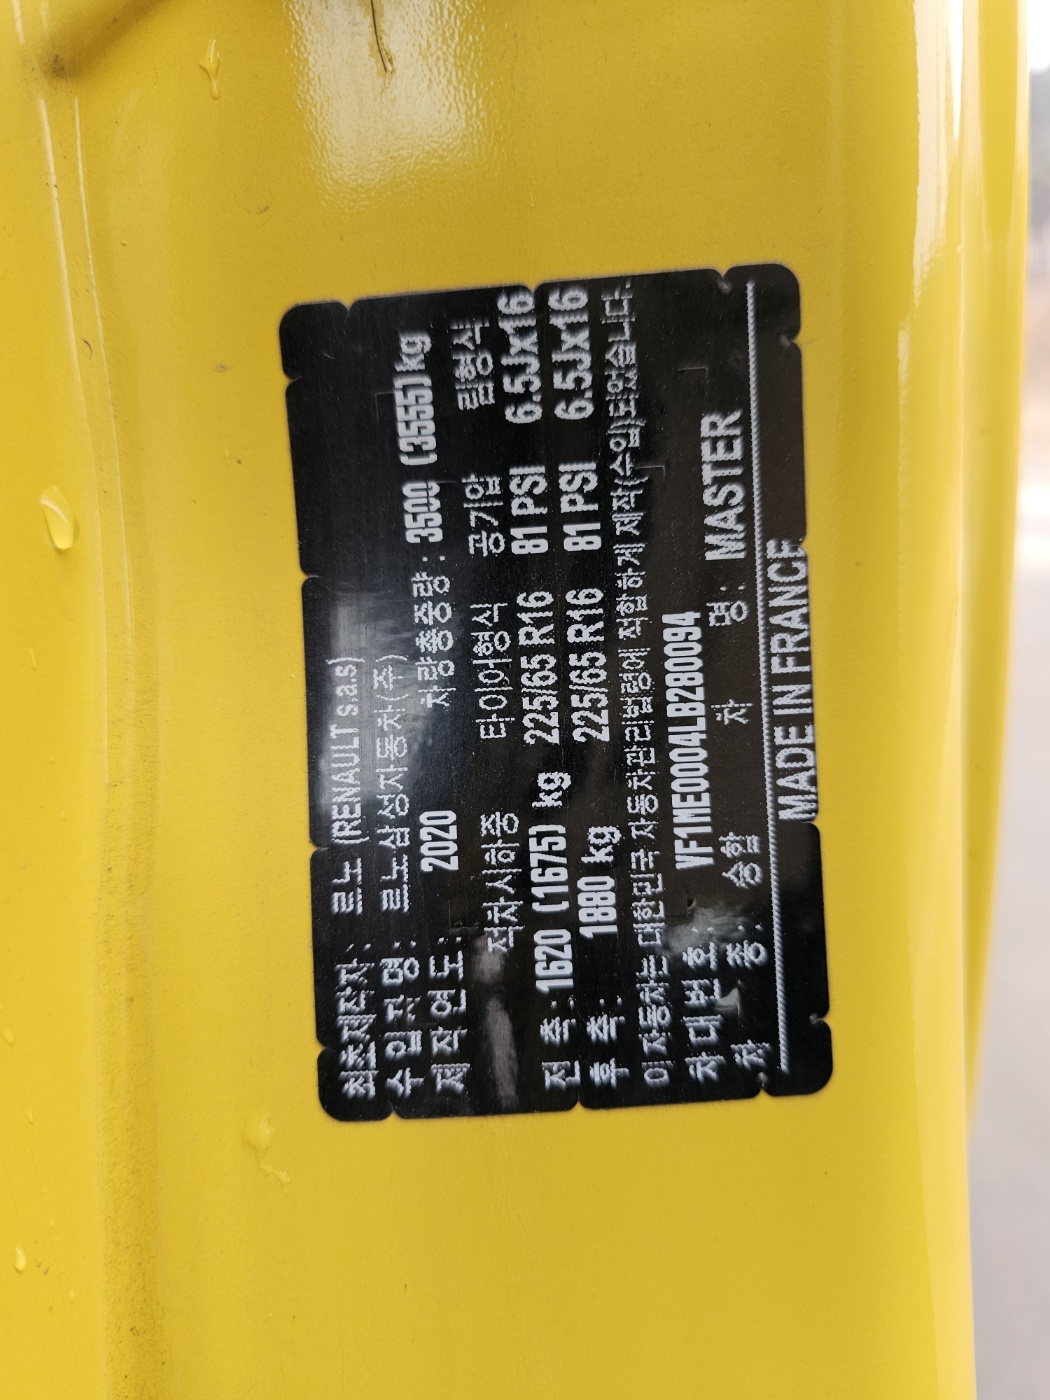 최초제작자: 르노 (RENAULT s.a.s)
수입자명: 르노삼성자동차(주)
제작연도: 2020 차량총중량: 3500 (3555)kg
적차시하중 타이어형식 공기압 림형식
전 축: 1620 (1675) kg 225/65 R16 81 PSI 6.5Jx16
후 축: 1880 kg 225/65 R16 81 PSI 6.5Jx16
이 자동차는 대한민국 자동차관리법령에 적합하게 제작(수입)되었습니다.
차대번호: VF1ME0004LB280094
차 종: 승합 차 명: MASTER
MADE IN FRANCE